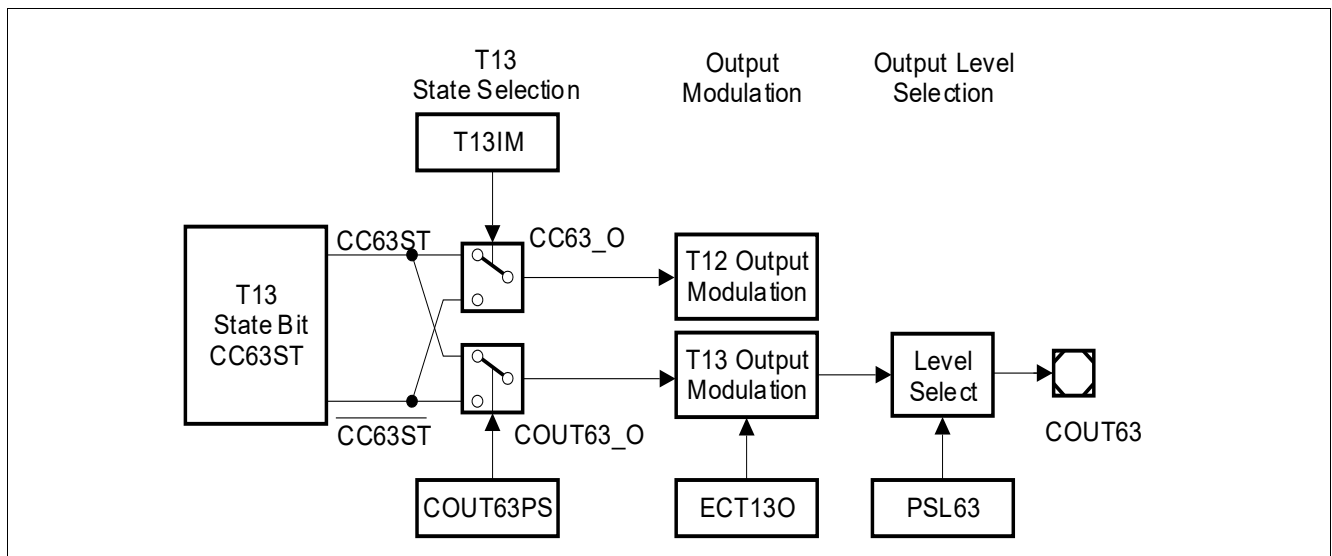 T13
State Selection
Output
Modulation
Output Level
Selection
T13IM
CC63ST
CC63_O
T13
State Bit
CC63ST
T12 Output
Modulation
T13 Output
Modulation
Level
Select
CC63ST
COUT63_O
COUT63
COUT63PS
ECT13O
PSL63